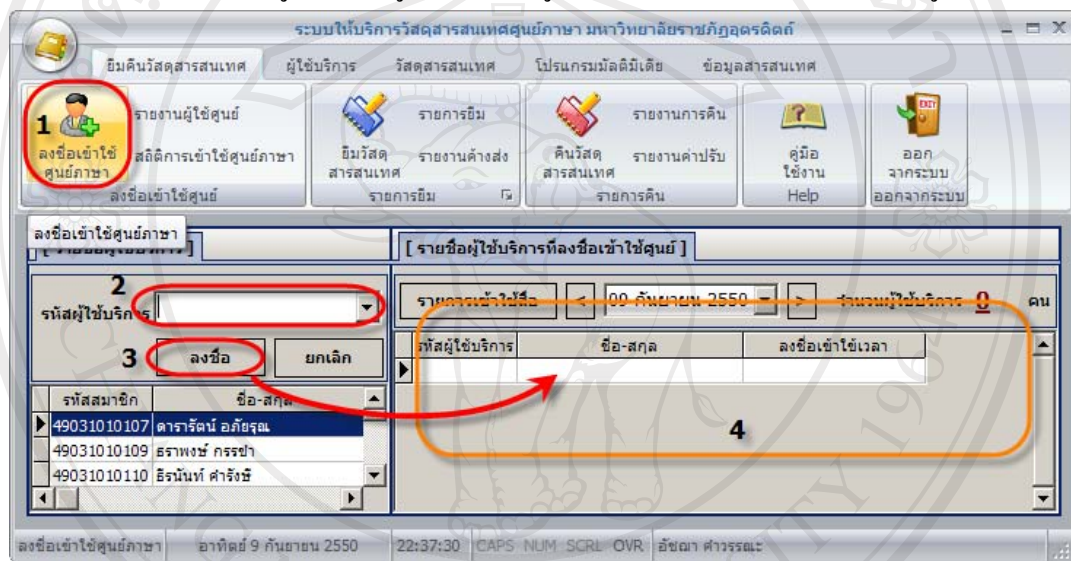 ระบบให้บริการวัสดุสารสนเทศศูนย์ภาษา มหาวิทยาลัยราชภัฏอุตรดิตถ์
ยืมคืนวัสดุสารสนเทศ ผู้ใช้บริการ วัสดุสารสนเทศ โปรแกรมมัลติมิเดีย ข้อมูลสารสนเทศ
1
ลงชื่อเข้าใช้
ศูนย์ภาษา
รายงานผู้ใช้ศูนย์
สถิติการเข้าใช้ศูนย์ภาษา
ลงชื่อเข้าใช้ศูนย์
ยืมวัสดุ
สารสนเทศ
รายการยืม
รายงานค้างส่ง
รายการยืม
คืนวัสดุ
สารสนเทศ
รายงานการคืน
รายงานค่าปรับ
รายการคืน
คู่มือ
ใช้งาน
Help
EXIT
ออก
จากระบบ
ออกจากระบบ
ลงชื่อเข้าใช้ศูนย์ภาษา
2
รหัสผู้ใช้บริการ
3 ลงชื่อ ยกเลิก
รหัสสมาชิก ชื่อ-สกุล
49031010107 ดารารัตน์ อภัยรุณ
49031010109 ธราพงษ์ กรรขำ
49031010110 ธีรนันท์ คำรังษี
[ รายชื่อผู้ใช้บริการที่ลงชื่อเข้าใช้ศูนย์ ]
รายการเข้าใช้สื่อ < 09 กันยายน 2550 > จำนวนผู้ใช้บริการ 0 คน
รหัสผู้ใช้บริการ ชื่อ-สกุล ลงชื่อเข้าใช้เวลา
4
ลงชื่อเข้าใช้ศูนย์ภาษา อาทิตย์ 9 กันยายน 2550 22:37:30 CAPS NUM SCRL OVR อัชฌา ศาวรรณะ